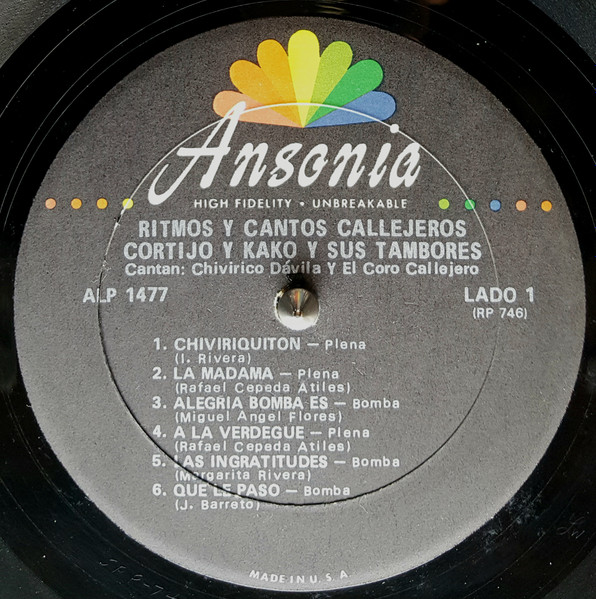 Ansonia
HIGH FIDELITY • UNBREAKABLE
RITMOS Y CANTOS CALLEJEROS
CORTIJO Y KAKO Y SUS TAMBORES
Cantan: Chivirico Dávila Y El Coro Callejero
ALP 1477 LADO 1
(RP 746)
1. CHIVIRIQUITON — Plena
(I. Rivera)
2. LA MADAMA — Plena
(Rafael Cepeda Atiles)
3. ALEGRIA BOMBA ES — Bomba
(Miguel Angel Flores)
4. A LA VERDEGUE — Plena
(Rafael Cepeda Atiles)
5. LAS INGRATITUDES — Bomba
(Margarita Rivera)
6. QUE LE PASO — Bomba
(J. Barreto)
MADE IN U. S. A